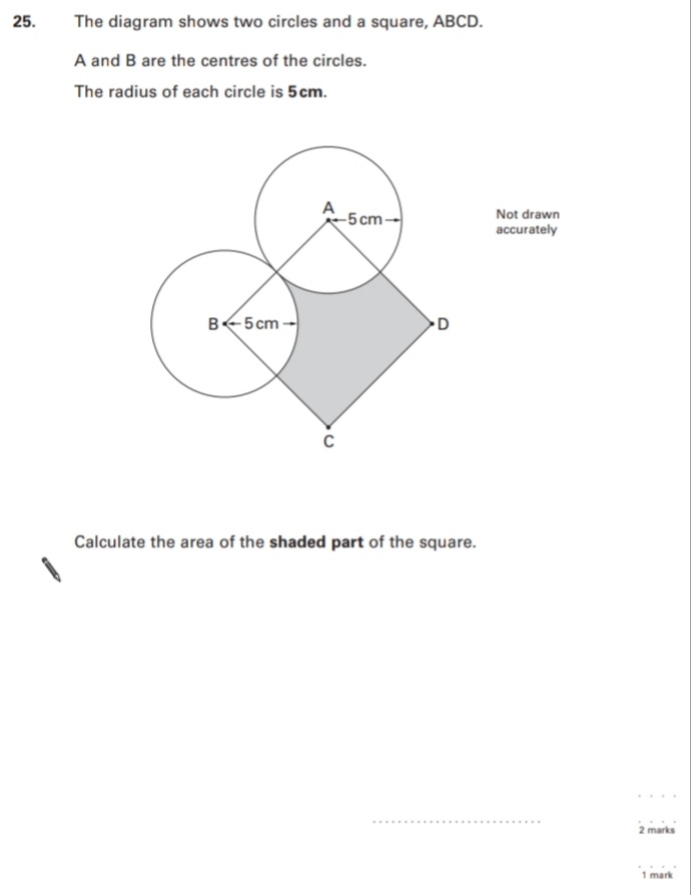 25. The diagram shows two circles and a square, ABCD.
A and B are the centres of the circles.
The radius of each circle is 5cm.
A
5cm
Not drawn
accurately
B
5cm
D
C
Calculate the area of the shaded part of the square.
2 marks
1 mark